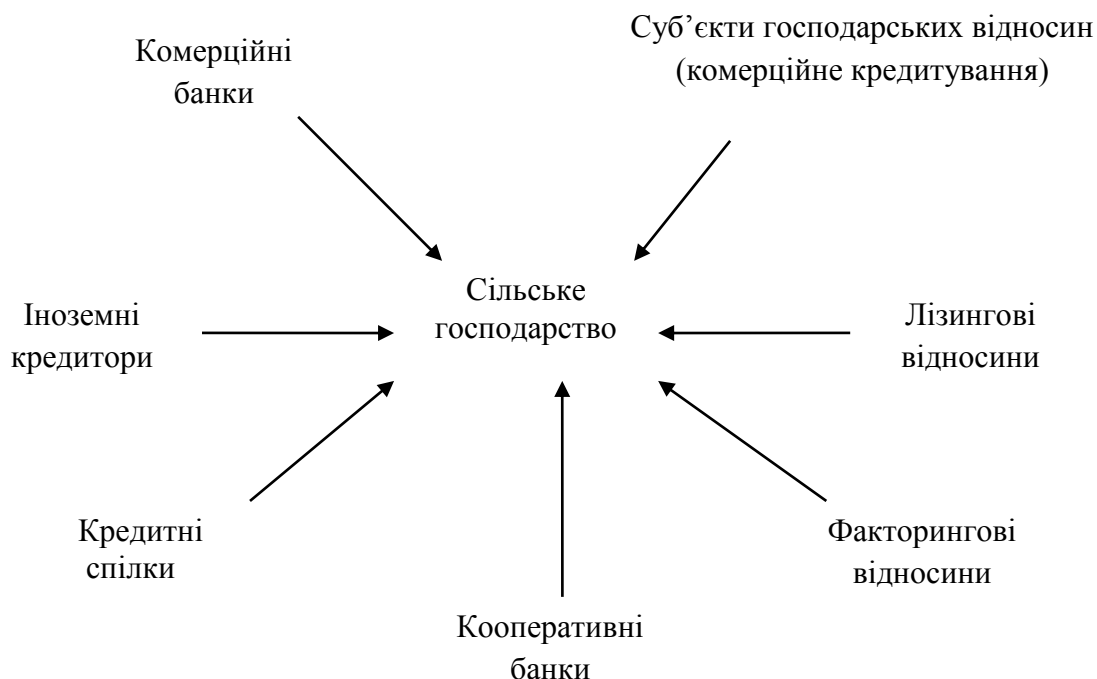 Комерційні
банки
Суб’єкти господарських відносин
(комерційне кредитування)
Іноземні
кредитори
Сільське
господарство
Лізингові
відносини
Кредитні
спілки
Факторингові
відносини
Кооперативні
банки